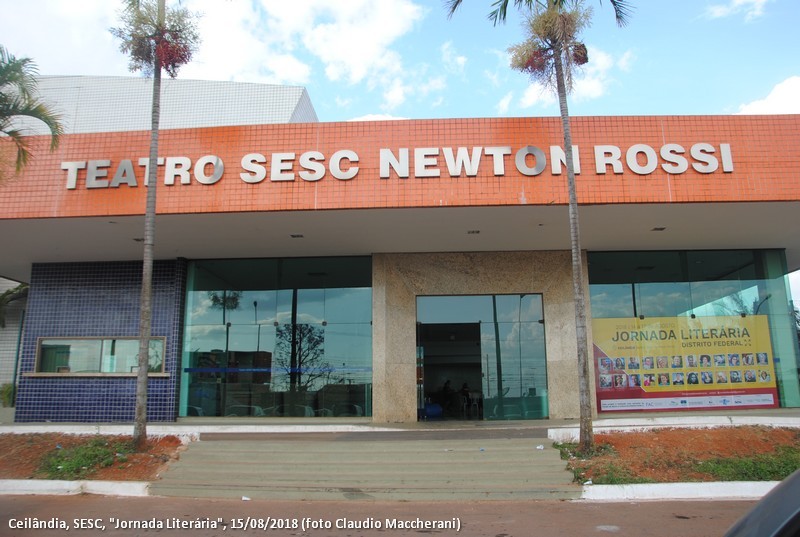 TEATRO SESC NEWTON ROSSI
JORNADA LITERÁRIA
DISTRITO FEDERAL
Ceilândia, SESC, "Jornada Literária", 15/08/2018 (foto Claudio Maccherani)